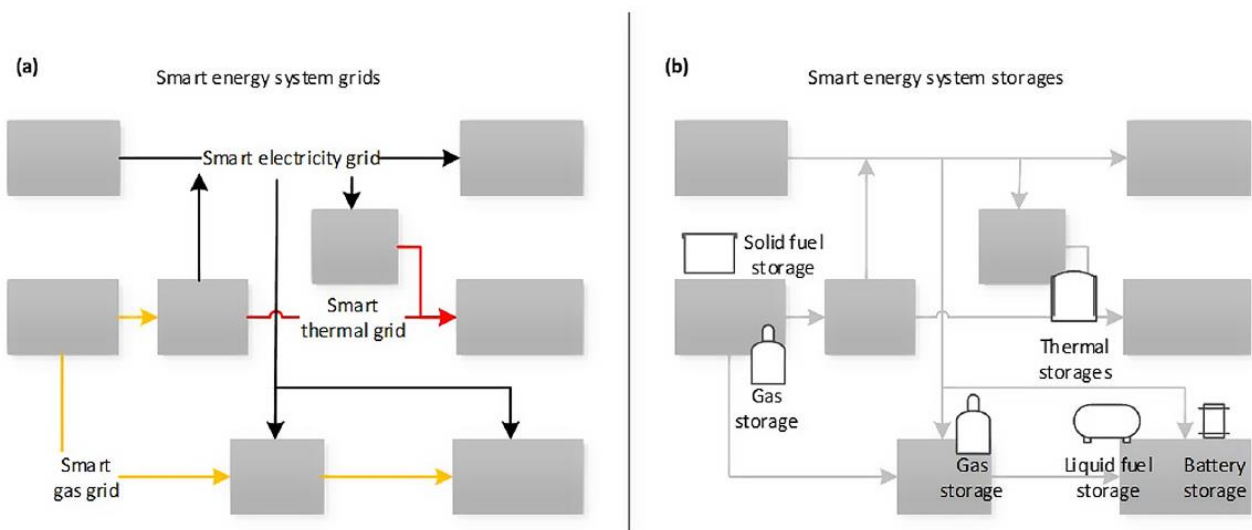 (a)
Smart energy system grids
Smart electricity grid
Smart
thermal grid
Smart
gas grid
(b)
Smart energy system storages
Solid fuel
storage
Gas
storage
Thermal
storages
Gas
storage
Liquid fuel
storage
Battery
storage